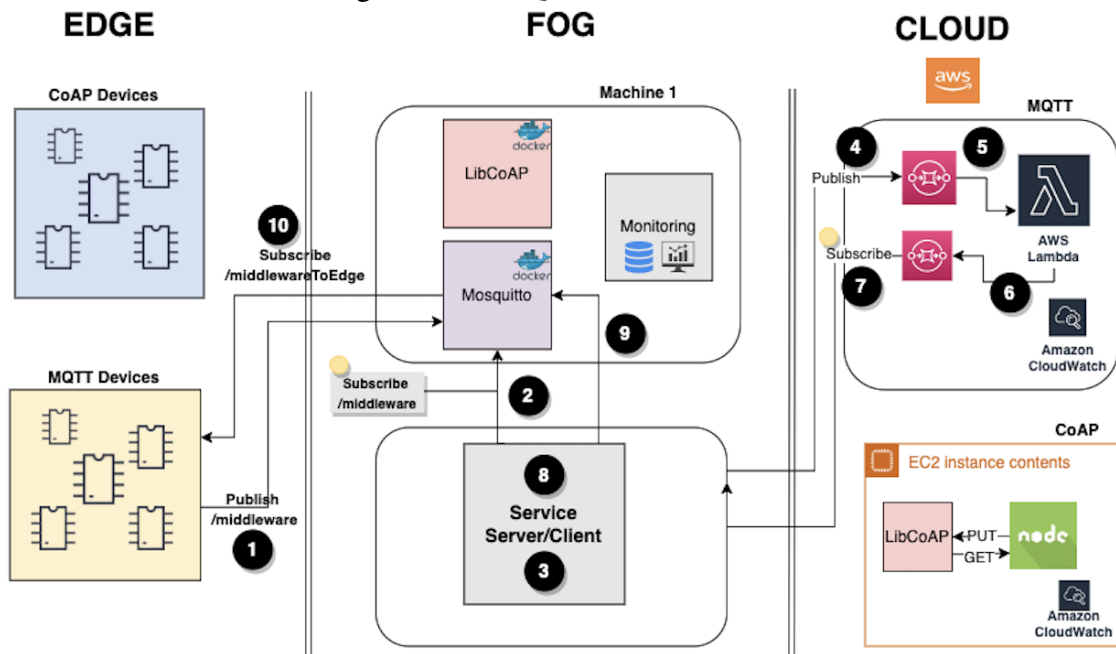 EDGE
FOG
CLOUD
aws
CoAP Devices
Machine 1
MQTT
docker
LibCoAP
Monitoring
4
5
Publish
AWS
Lambda
10
Subscribe
/middlewareToEdge
docker
Mosquitto
Subscribe
7
6
9
Amazon
CloudWatch
MQTT Devices
Subscribe
/middleware
2
CoAP
EC2 instance contents
8
Service
Server/Client
3
Publish
/middleware
1
LibCoAP
PUT
GET
node
Amazon
CloudWatch